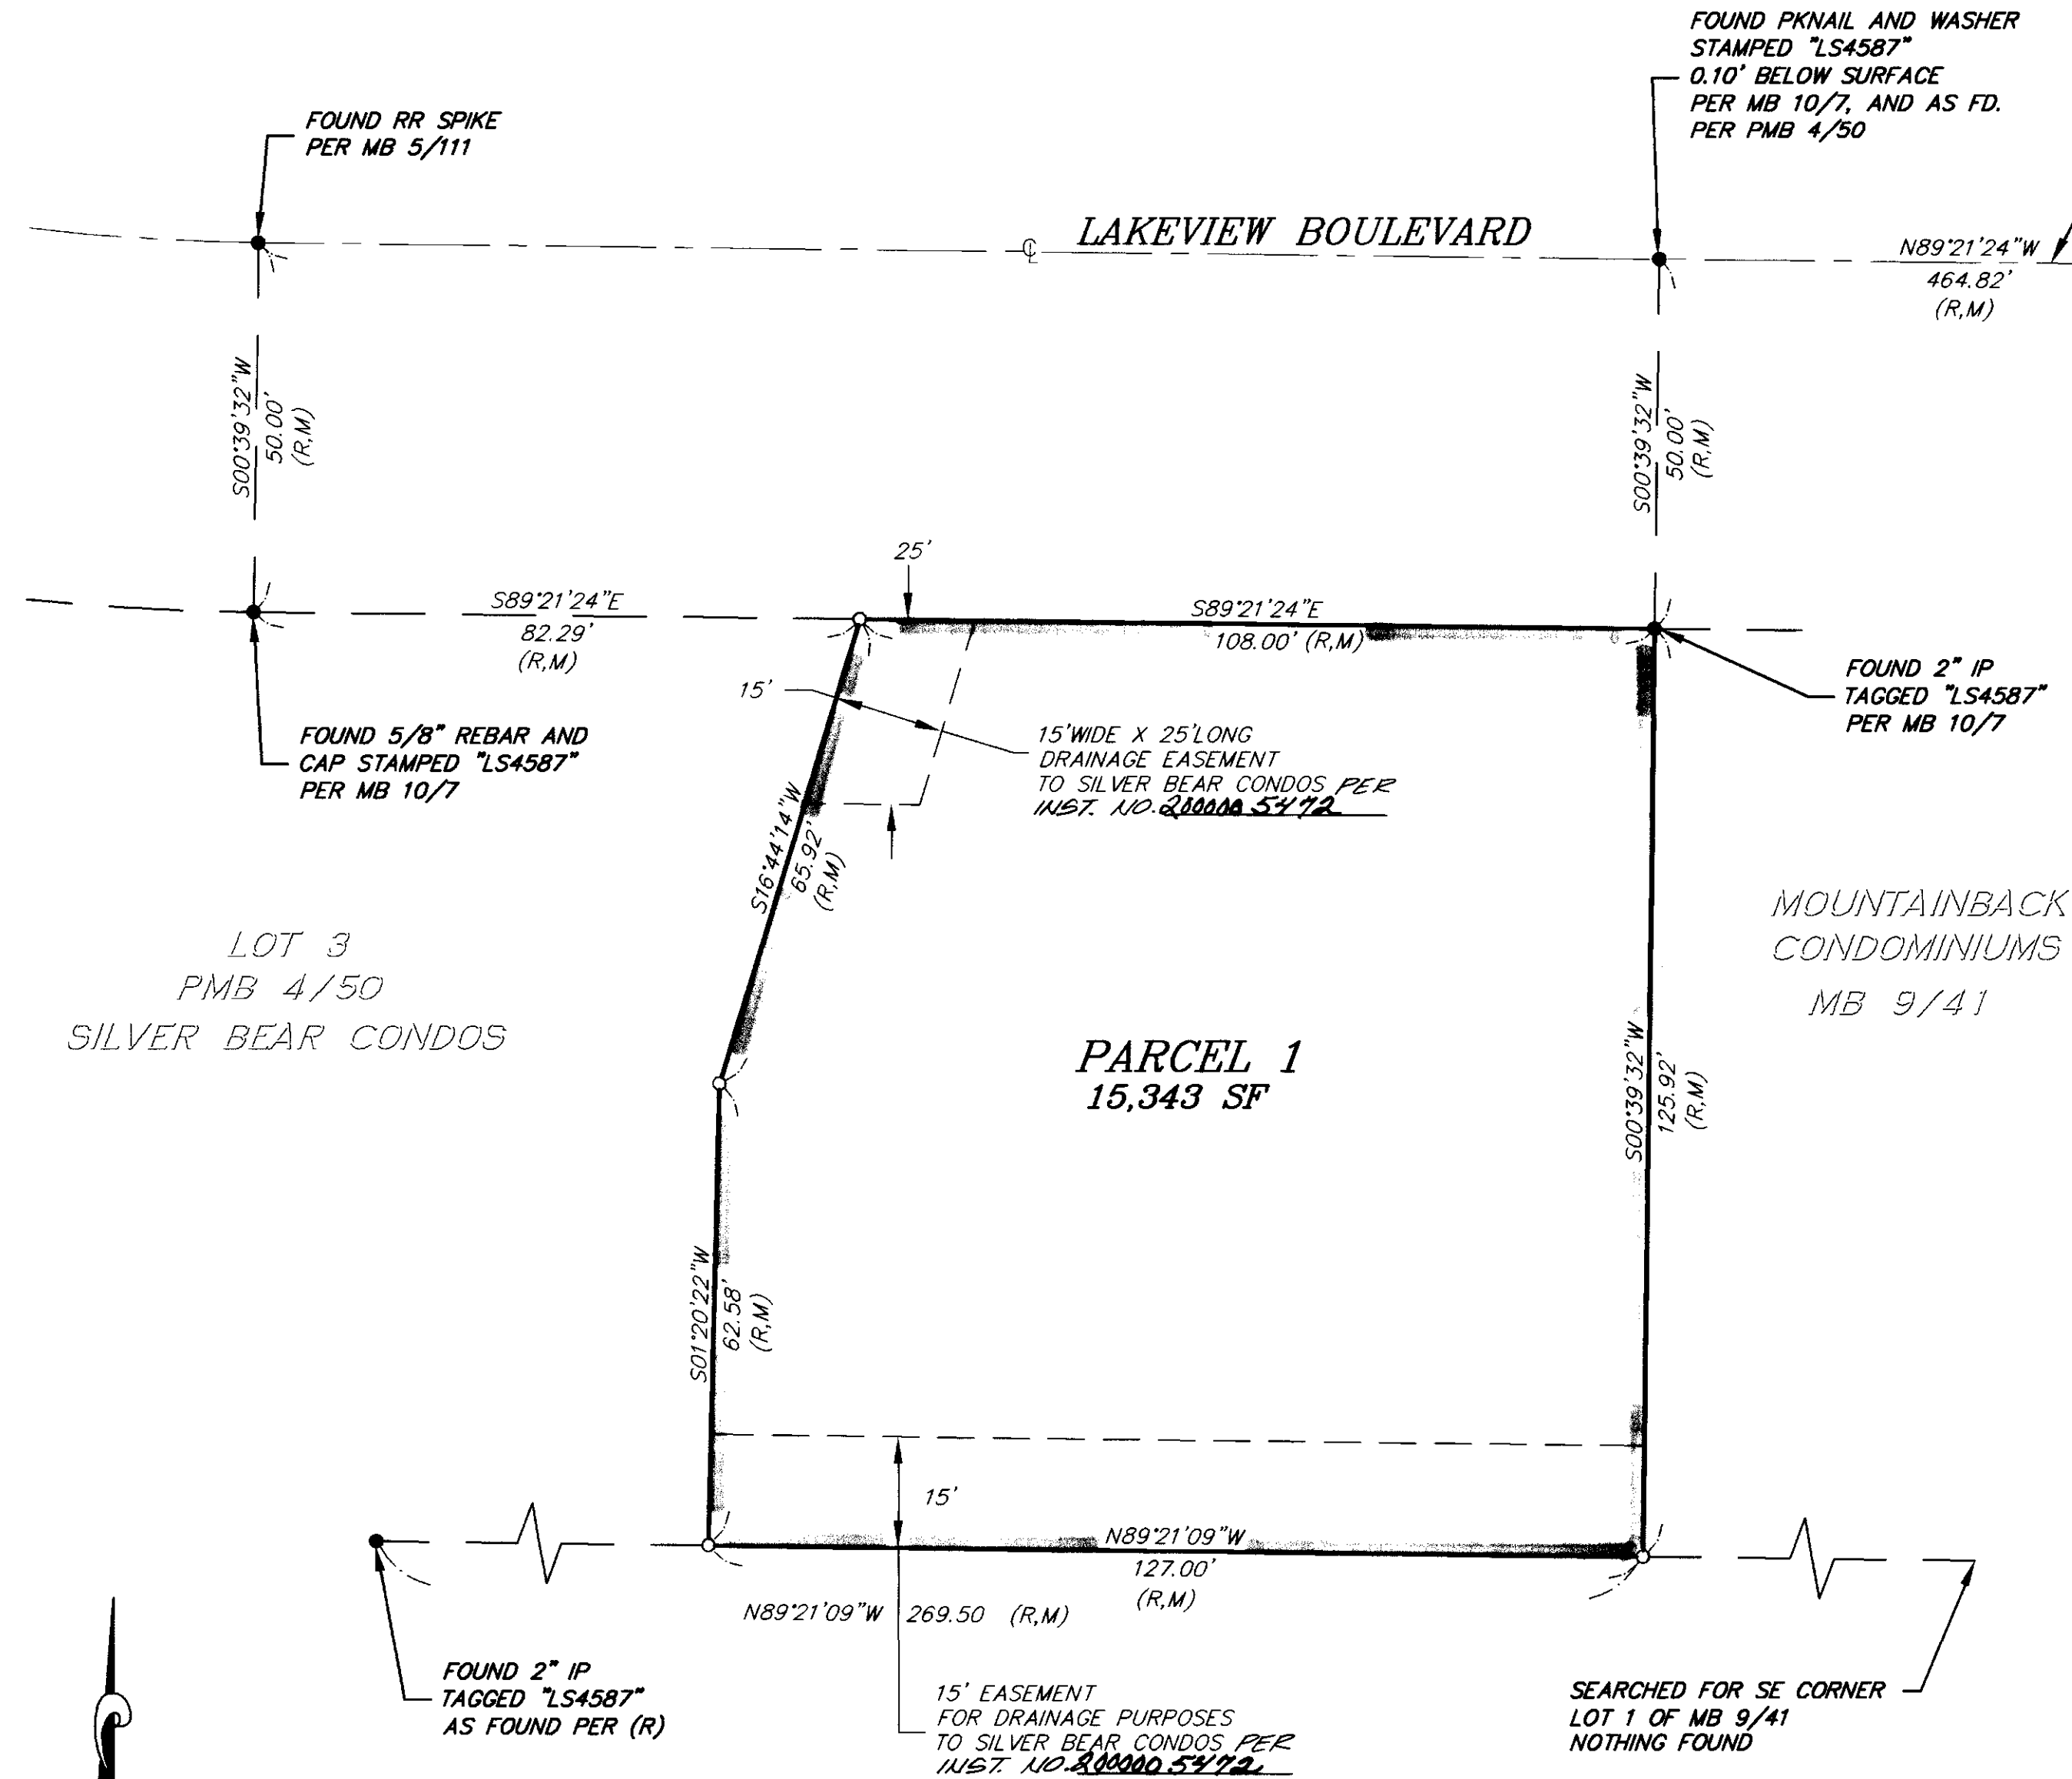 FOUND PKNAIL AND WASHER
STAMPED "LS4587"
0.10' BELOW SURFACE
PER MB 10/7, AND AS FD.
PER PMB 4/50
FOUND RR SPIKE
PER MB 5/111
LAKEVIEW BOULEVARD
N89°21'24"W
464.82'
(R,M)
S00°39'32"W
50.00'
(R,M)
S00°39'32"W
50.00'
(R,M)
25'
S89°21'24"E
82.29'
(R,M)
S89°21'24"E
108.00' (R,M)
15'
FOUND 2" IP
TAGGED "LS4587"
PER MB 10/7
FOUND 5/8" REBAR AND
CAP STAMPED "LS4587"
PER MB 10/7
15'WIDE X 25'LONG
DRAINAGE EASEMENT
TO SILVER BEAR CONDOS PER
INST. NO. 2000005472
S16°44'14"W
65.92'
(R,M)
LOT 3
PMB 4/50
SILVER BEAR CONDOS
MOUNTAINBACK
CONDOMINIUMS
MB 9/41
PARCEL 1
15,343 SF
S00°39'32"W
125.92'
(R,M)
S01°20'22"W
62.58'
(R,M)
15'
N89°21'09"W
127.00'
(R,M)
N89°21'09"W 269.50 (R,M)
FOUND 2" IP
TAGGED "LS4587"
AS FOUND PER (R)
15' EASEMENT
FOR DRAINAGE PURPOSES
TO SILVER BEAR CONDOS PER
INST. NO. 2000005472
SEARCHED FOR SE CORNER
LOT 1 OF MB 9/41
NOTHING FOUND